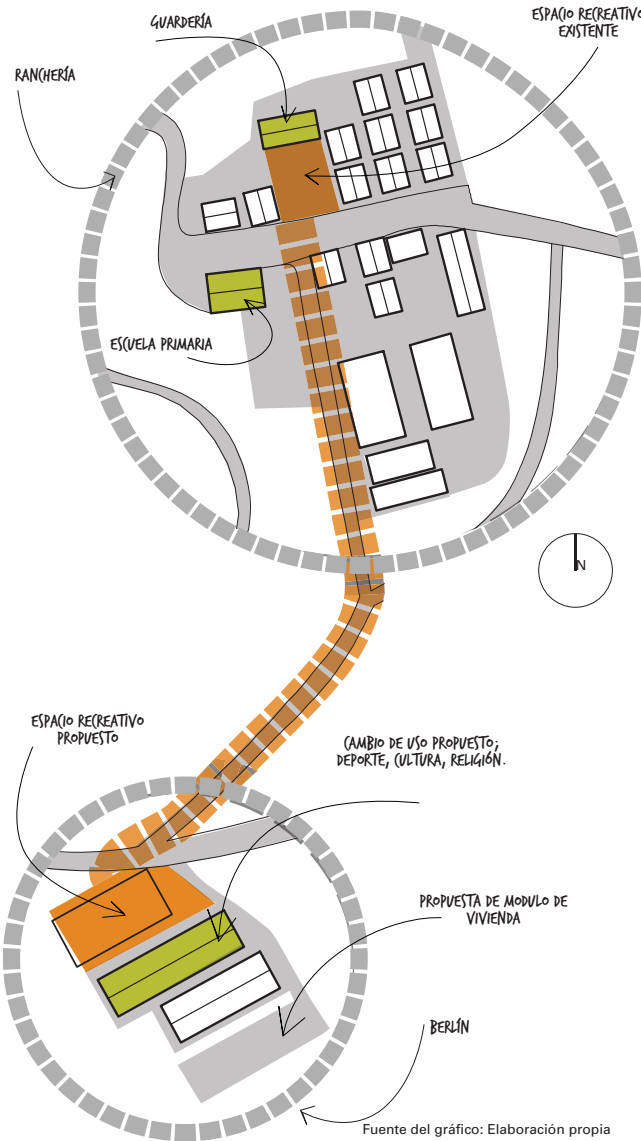 GUARDERÍA
ESPACIO RECREATIVO
EXISTENTE
RANCHERÍA
ESCUELA PRIMARIA
N
ESPACIO RECREATIVO
PROPUESTO
CAMBIO DE USO PROPUESTO;
DEPORTE, CULTURA, RELIGIÓN.
PROPUESTA DE MODULO DE
VIVIENDA
BERLÍN
Fuente del gráfico: Elaboración propia